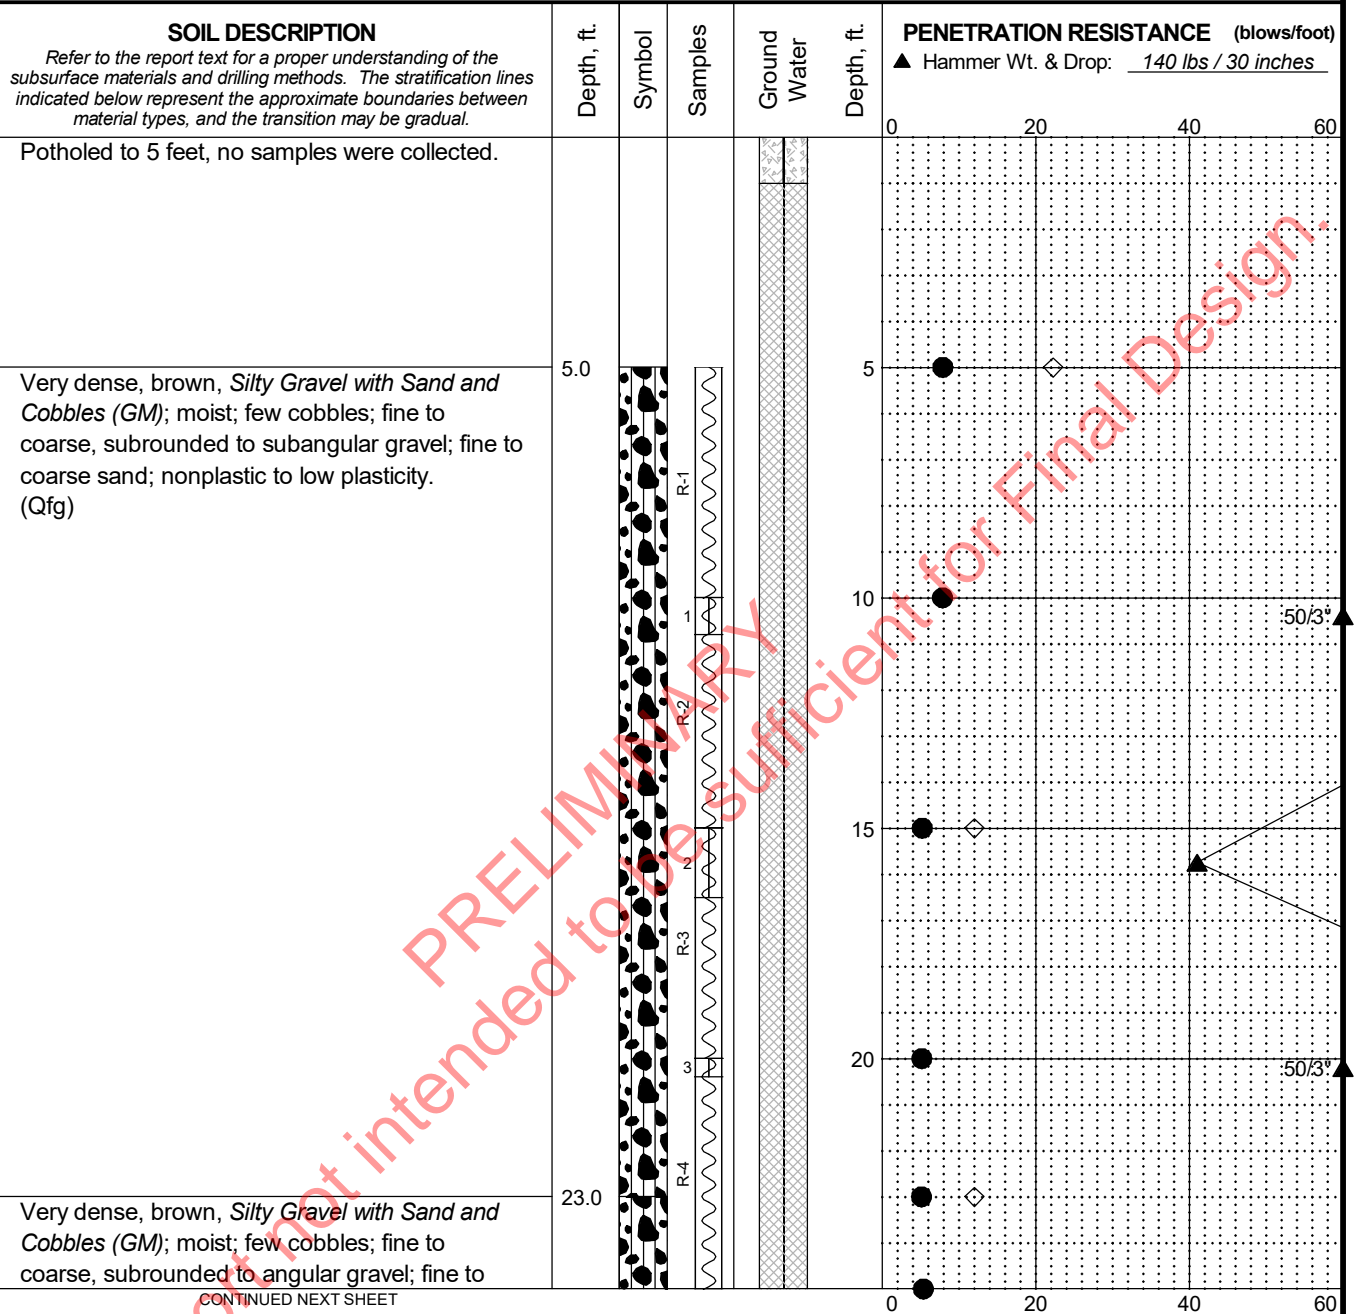 SOIL DESCRIPTION
Refer to the report text for a proper understanding of the
subsurface materials and drilling methods. The stratification lines
indicated below represent the approximate boundaries between
material types, and the transition may be gradual.
Depth, ft.
Symbol
Samples
Ground
Water
Depth, ft.
PENETRATION RESISTANCE (blows/foot)
▲ Hammer Wt. & Drop: 140 lbs / 30 inches
0 20 40 60
Potholed to 5 feet, no samples were collected.
5.0
Very dense, brown, Silty Gravel with Sand and
Cobbles (GM); moist; few cobbles; fine to
coarse, subrounded to subangular gravel; fine to
coarse sand; nonplastic to low plasticity.
(Qfg)
23.0
Very dense, brown, Silty Gravel with Sand and
Cobbles (GM); moist; few cobbles; fine to
coarse, subrounded to angular gravel; fine to
CONTINUED NEXT SHEET
R-1
1
R-2
2
R-3
3
R-4
5
10
15
20
50/3"
50/3"
0 20 40 60
PRELIMINARY
not intended to be sufficient for Final Design.